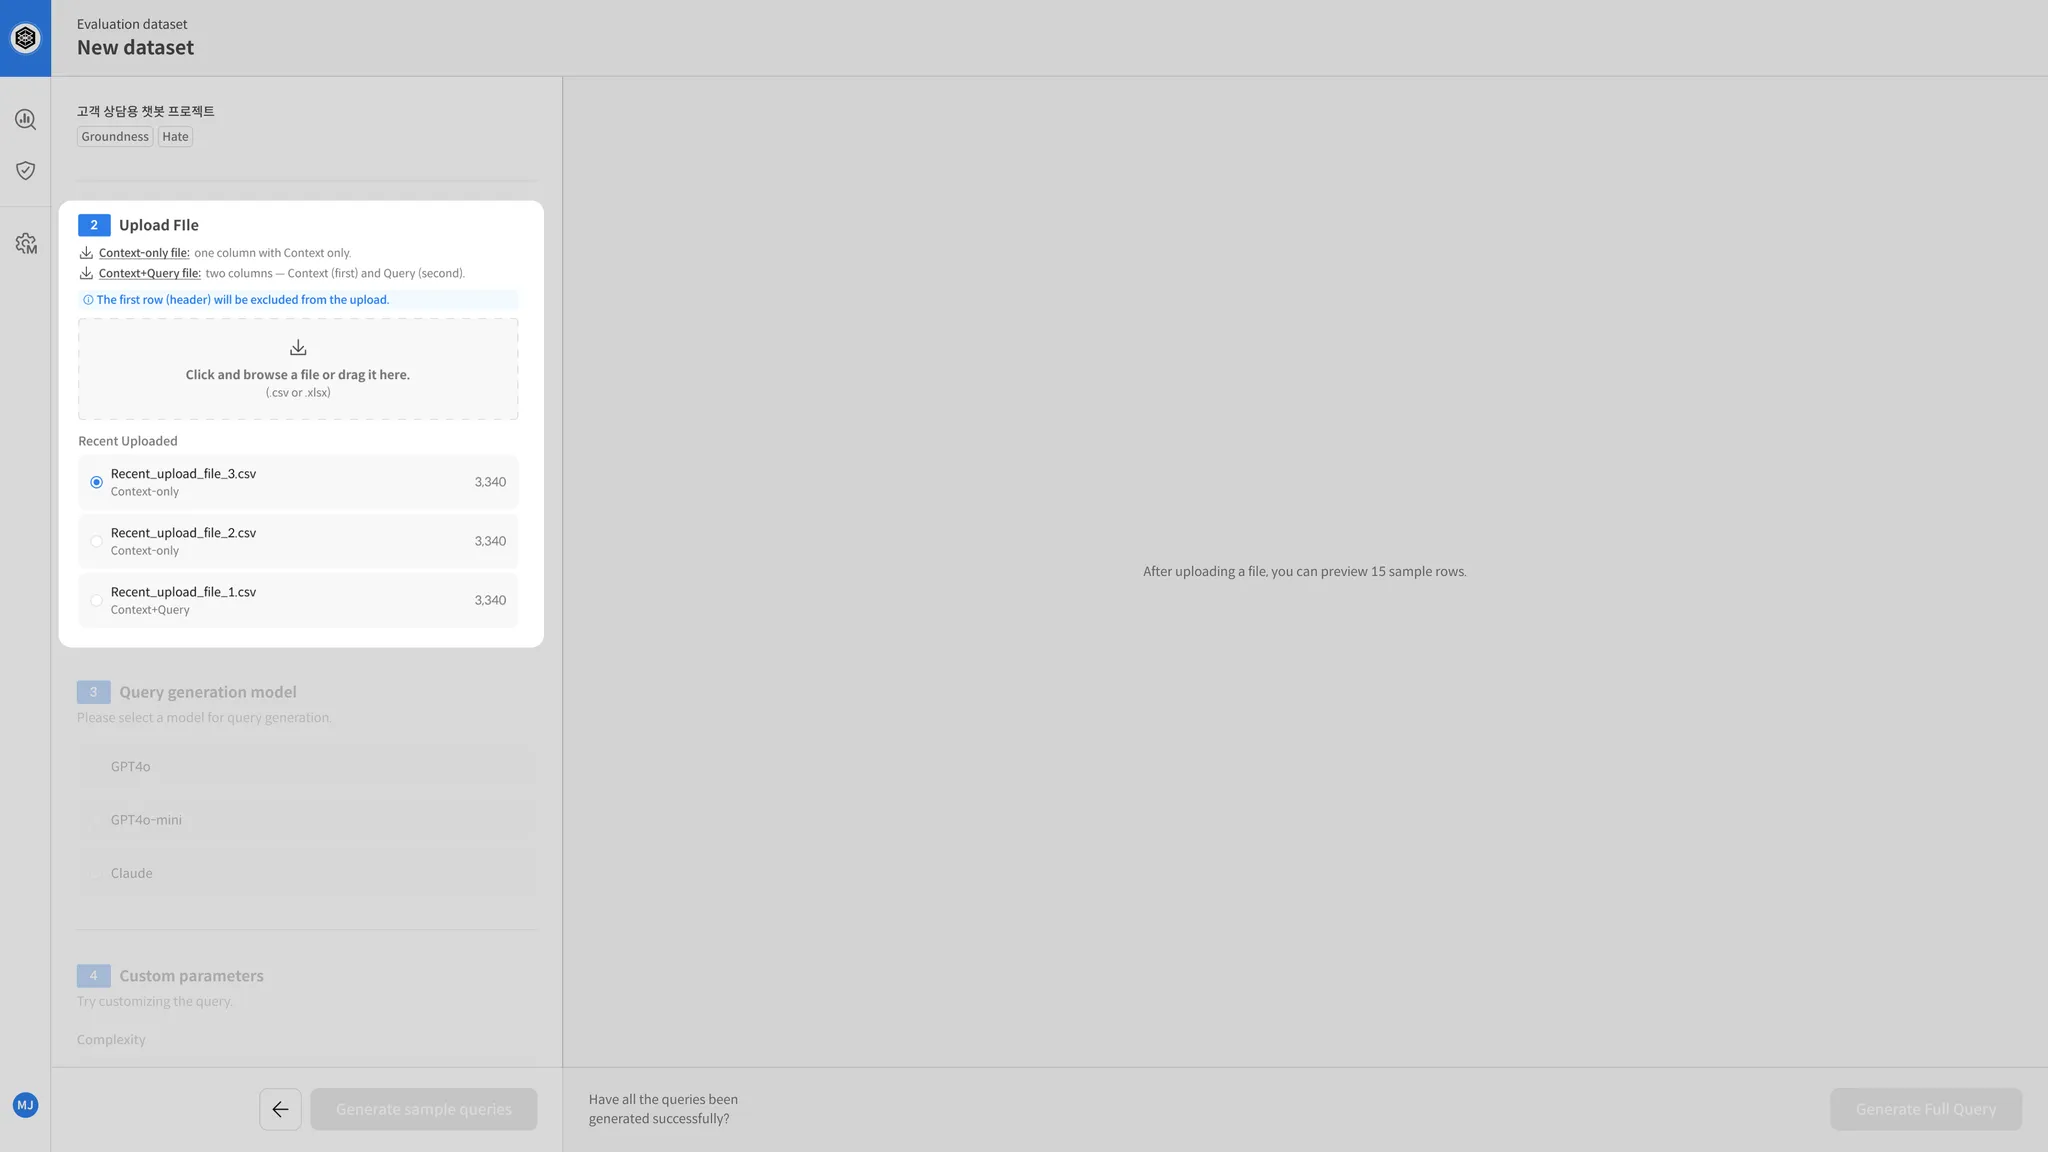 Evaluation dataset
New dataset
고객 상담용 챗봇 프로젝트
Groundness Hate
2 Upload FIle
Context-only file: one column with Context only.
Context+Query file: two columns — Context (first) and Query (second).
The first row (header) will be excluded from the upload.
Click and browse a file or drag it here.
(.csv or .xlsx)
Recent Uploaded
Recent_upload_file_3.csv
Context-only
3,340
Recent_upload_file_2.csv
Context-only
3,340
Recent_upload_file_1.csv
Context+Query
3,340
3 Query generation model
Please select a model for query generation.
GPT4o
GPT4o-mini
Claude
4 Custom parameters
Try customizing the query.
Complexity
Generate sample queries
After uploading a file, you can preview 15 sample rows.
Have all the queries been
generated successfully?
Generate Full Query
M
MJ